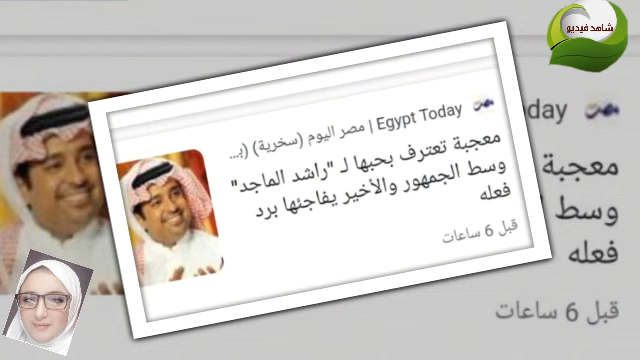 شاهد فيديو
Egypt Today | مصر اليوم (سخرية) (بـ...
معجبة تعترف بحبها لـ "راشد الماجد"
وسط الجمهور والأخير يفاجئها برد
فعله
قبل 6 ساعات
day
معجبة
وسط
فعله
قبل 6 ساعات